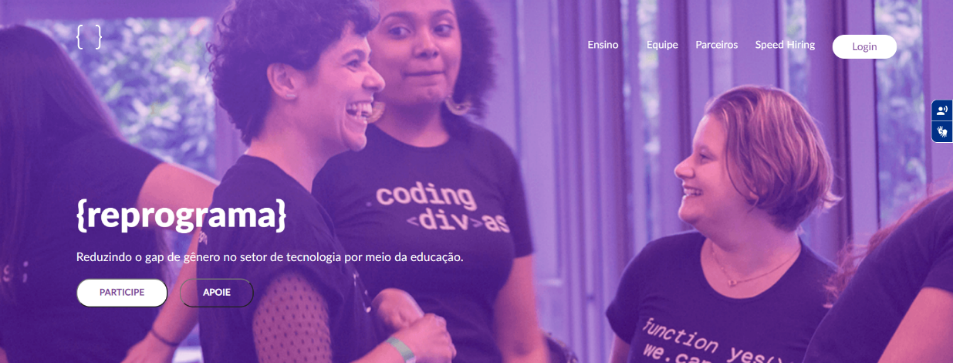 { }
Ensino Equipe Parceiros Speed Hiring Login
coding
<div>as
{reprograma}
Reduzindo o gap de gênero no setor de tecnologia por meio da educação.
PARTICIPE APOIE
function yes()
we.can